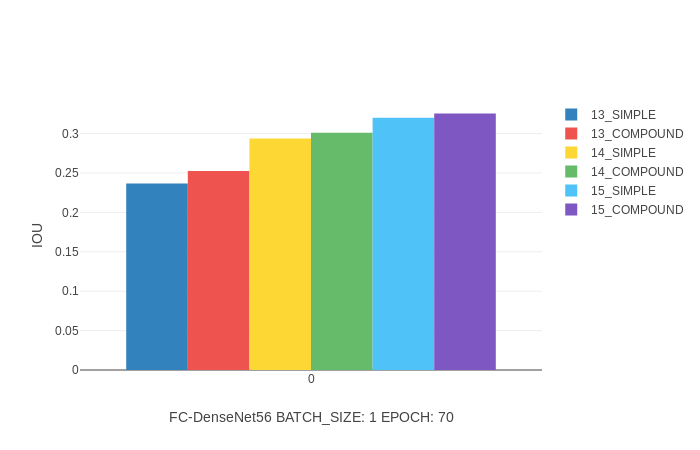 13_SIMPLE
13_COMPOUND
14_SIMPLE
14_COMPOUND
15_SIMPLE
15_COMPOUND
0.3
0.25
0.2
0.15
0.1
0.05
0
IOU
0
FC-DenseNet56 BATCH_SIZE: 1 EPOCH: 70